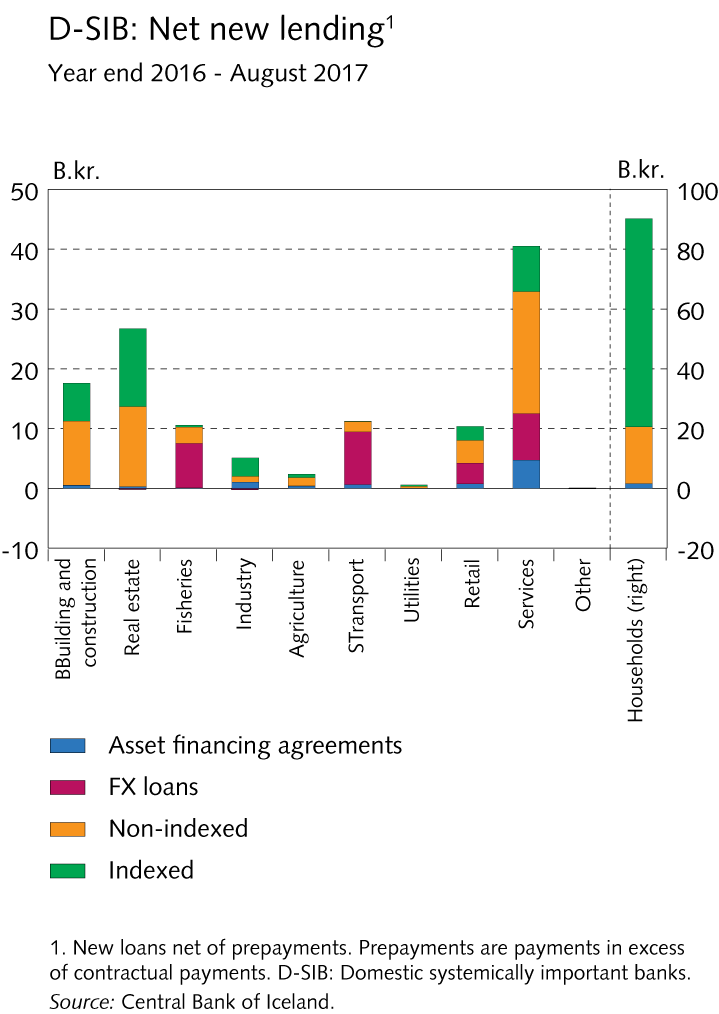 D-SIB: Net new lending¹
Year end 2016 - August 2017
B.kr.
B.kr.
50
40
30
20
10
0
-10
100
80
60
40
20
0
-20
BBuilding and
construction
Real estate
Fisheries
Industry
Agriculture
STransport
Utilities
Retail
Services
Other
Households (right)
Asset financing agreements
FX loans
Non-indexed
Indexed
1. New loans net of prepayments. Prepayments are payments in excess
of contractual payments. D-SIB: Domestic systemically important banks.
Source: Central Bank of Iceland.